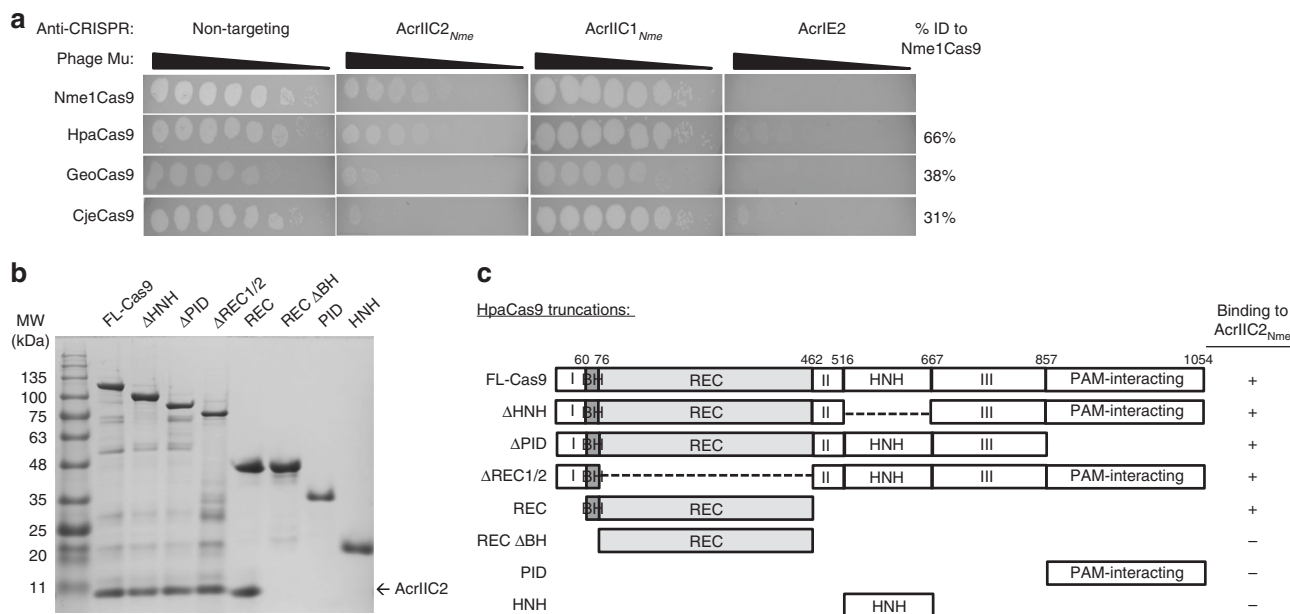 a
Anti-CRISPR: Non-targeting AcrIIC2Nme AcrIIC1Nme AcrIE2 % ID to Nme1Cas9
Phage Mu:
Nme1Cas9
HpaCas9 66%
GeoCas9 38%
CjeCas9 31%
b
MW (kDa)
FL-Cas9 ΔHNH ΔPID ΔREC1/2 REC REC ΔBH PID HNH
135
100
75
63
48
35
25
20
11
← AcrIIC2
c
HpaCas9 truncations: Binding to AcrIIC2Nme
60 76 462 516 667 857 1054
FL-Cas9 I BH REC II HNH III PAM-interacting +
ΔHNH I BH REC II III PAM-interacting +
ΔPID I BH REC II HNH III +
ΔREC1/2 I BH II HNH III PAM-interacting +
REC BH REC +
REC ΔBH REC –
PID PAM-interacting –
HNH HNH –